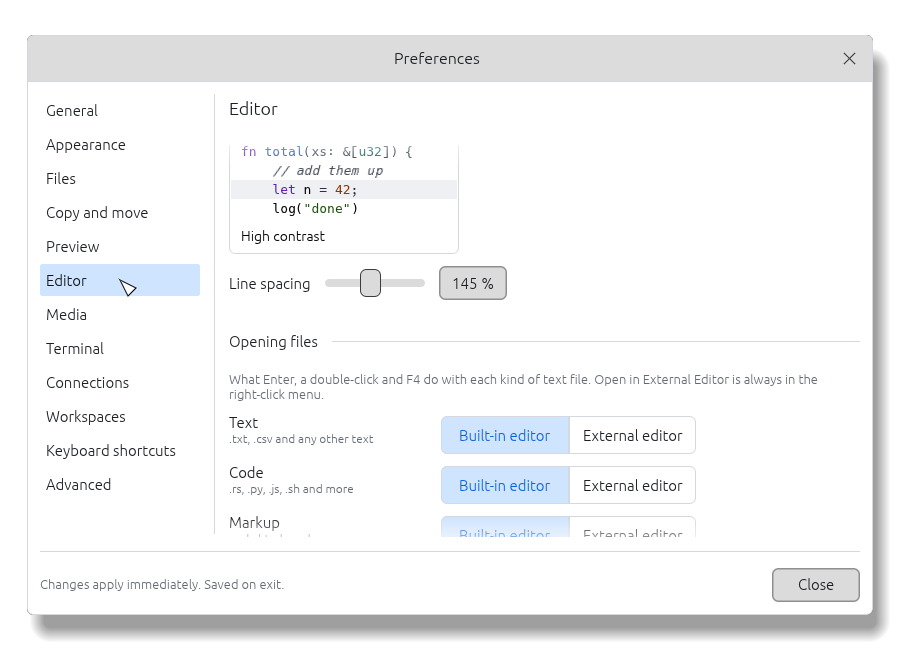 Preferences
General
Appearance
Files
Copy and move
Preview
Editor
Media
Terminal
Connections
Workspaces
Keyboard shortcuts
Advanced
Editor
fn total(xs: &[u32]) {
// add them up
let n = 42;
log("done")
High contrast
Line spacing
145 %
Opening files
What Enter, a double-click and F4 do with each kind of text file. Open in External Editor is always in the
right-click menu.
Text
Built-in editor
External editor
.txt, .csv and any other text
Code
Built-in editor
External editor
.rs, .py, .js, .sh and more
Markup
Built-in editor
External editor
Changes apply immediately. Saved on exit.
Close